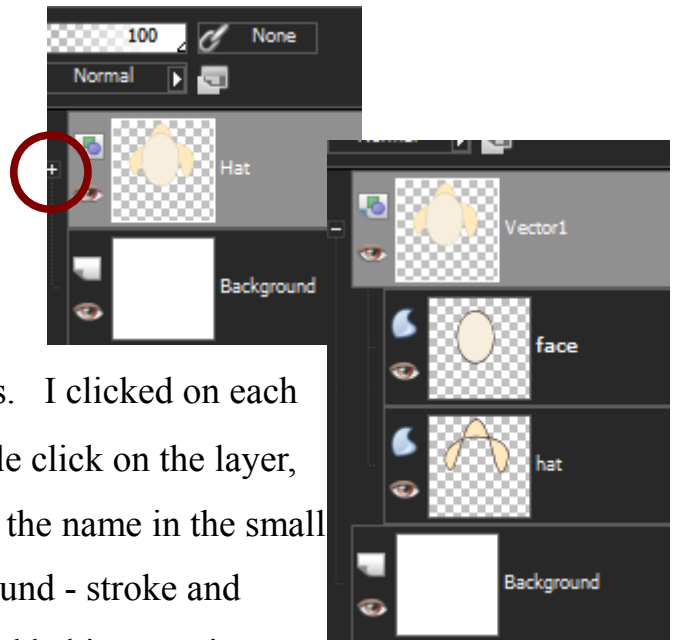 100 None
Normal
Hat
Background
Vector1
face
hat
Background
s. I clicked on each
le click on the layer,
the name in the small
und - stroke and